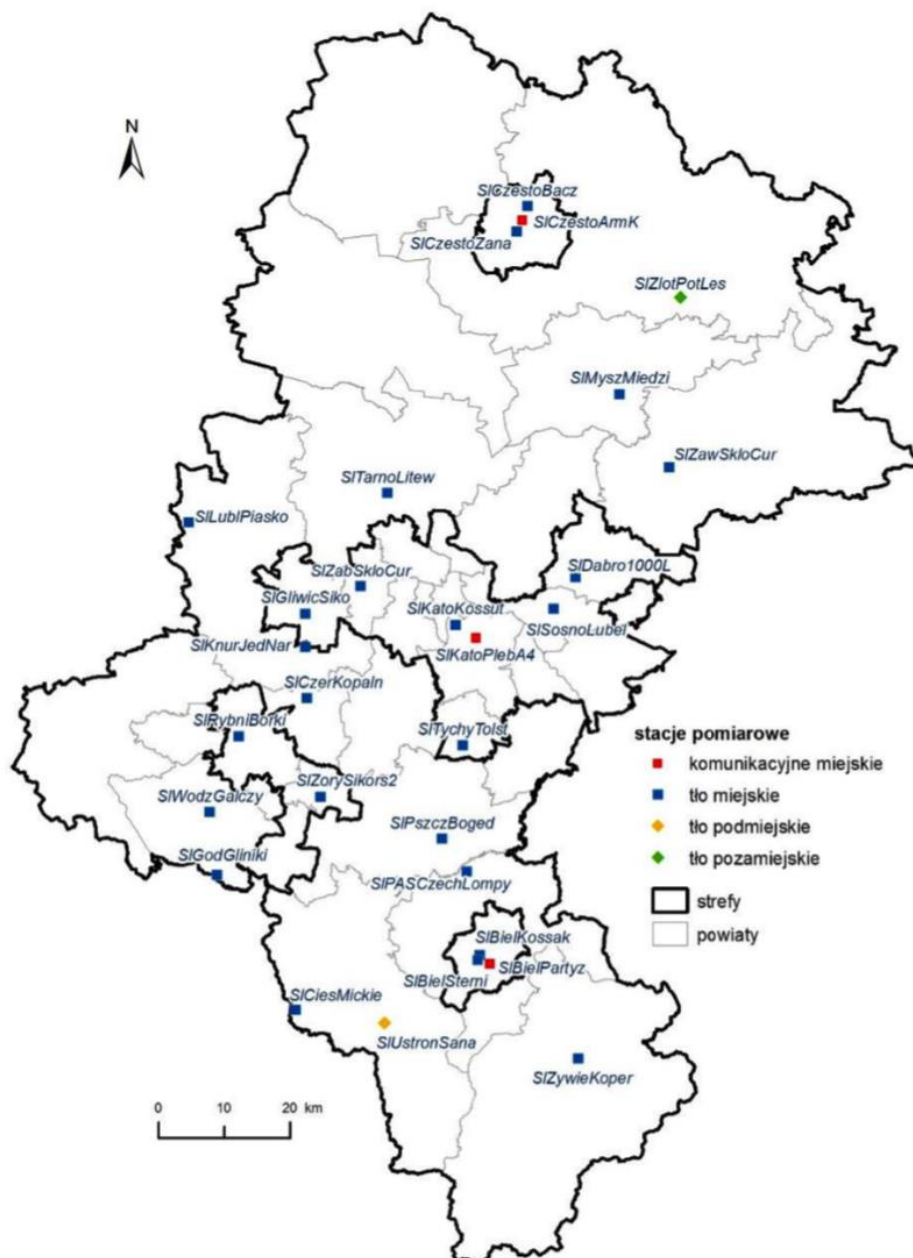 N
SlCzestoBacz
SlCzestoArmK
SlCzestoZana
SlZlotPotLes
SlMyszMiedzi
SlZawSkloCur
SlTarnoLitew
SlLublPiasko
SlDabro1000L
SlZabSkloCur
SlGliwicSiko
SlKatoKossut
SlSosnoLubel
SlKnurJedNar
SlKatoPlebA4
SlCzerKopaln
SlRybniBorki
SlTychyTolst
stacje pomiarowe
komunikacyjne miejskie
SlZorySikors2
SlWodzGalczy
tło miejskie
SlPszczBoged
tło podmiejskie
SlGodGliniki
tło pozamiejskie
SlPASCzechLompy
strefy
powiaty
SlBielKossak
SlBielPartyz
SlBielSterni
SlCiesMickie
SlUstronSana
SlZywieKoper
0 10 20 km